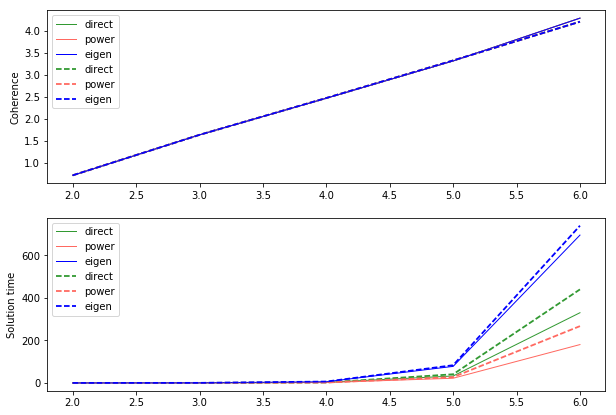 Coherence
4.0
3.5
3.0
2.5
2.0
1.5
1.0
direct
power
eigen
direct
power
eigen
2.0 2.5 3.0 3.5 4.0 4.5 5.0 5.5 6.0
Solution time
600
400
200
0
direct
power
eigen
direct
power
eigen
2.0 2.5 3.0 3.5 4.0 4.5 5.0 5.5 6.0